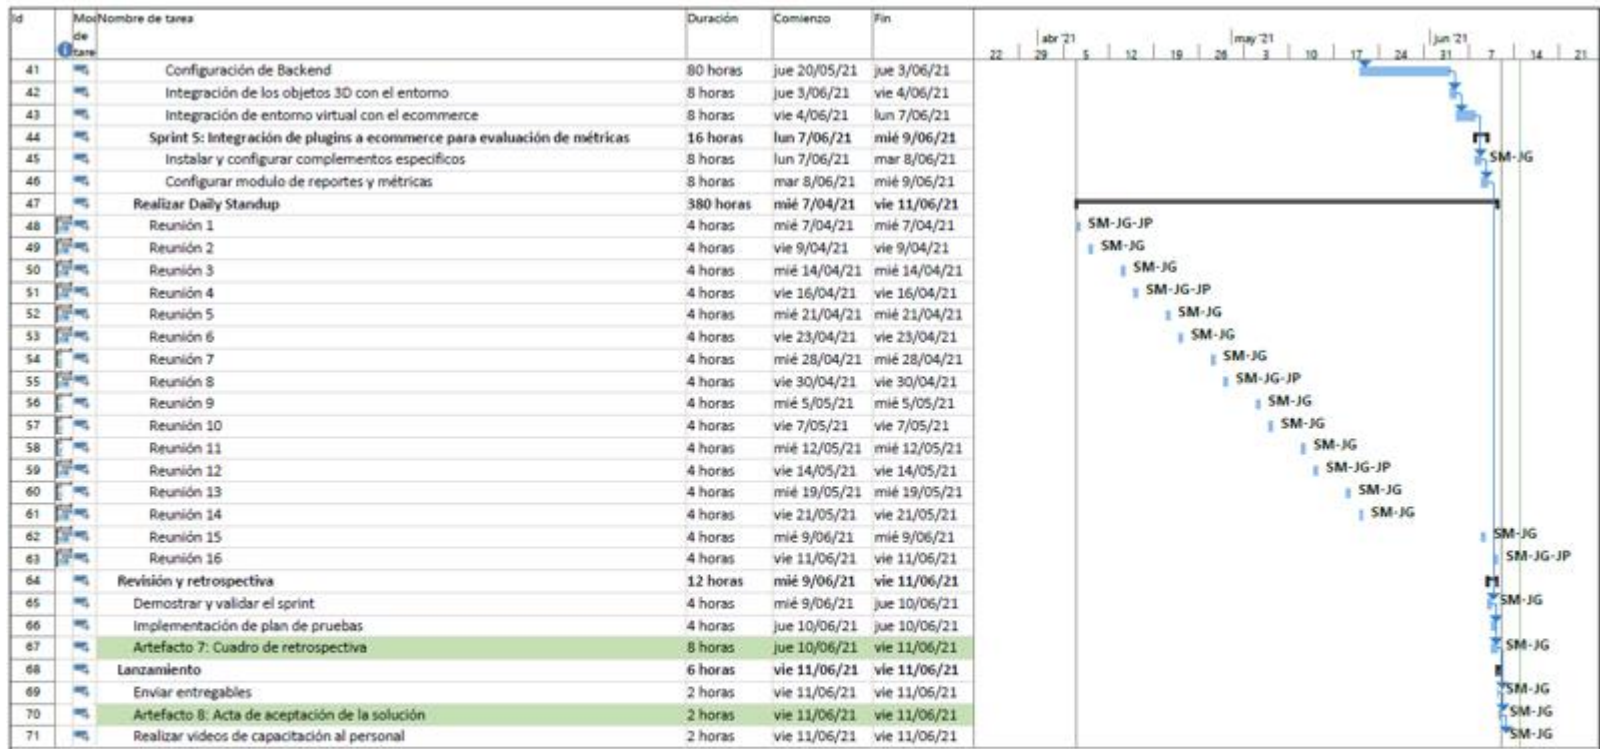 Id Mod de tare Nombre de tarea Duración Comienzo Fin
abr '21 may '21 jun '21
22 29 5 12 19 26 3 10 17 24 31 7 14 21
41 Configuración de Backend 80 horas jue 20/05/21 jue 3/06/21
42 Integración de los objetos 3D con el entorno 8 horas jue 3/06/21 vie 4/06/21
43 Integración de entorno virtual con el ecommerce 8 horas vie 4/06/21 lun 7/06/21
44 Sprint 5: Integración de plugins a ecommerce para evaluación de métricas 16 horas lun 7/06/21 mié 9/06/21
45 Instalar y configurar complementos específicos 8 horas lun 7/06/21 mar 8/06/21 SM-JG
46 Configurar modulo de reportes y métricas 8 horas mar 8/06/21 mié 9/06/21
47 Realizar Daily Standup 380 horas mié 7/04/21 vie 11/06/21
48 Reunión 1 4 horas mié 7/04/21 mié 7/04/21 SM-JG-JP
49 Reunión 2 4 horas vie 9/04/21 vie 9/04/21 SM-JG
50 Reunión 3 4 horas mié 14/04/21 mié 14/04/21 SM-JG
51 Reunión 4 4 horas vie 16/04/21 vie 16/04/21 SM-JG-JP
52 Reunión 5 4 horas mié 21/04/21 mié 21/04/21 SM-JG
53 Reunión 6 4 horas vie 23/04/21 vie 23/04/21 SM-JG
54 Reunión 7 4 horas mié 28/04/21 mié 28/04/21 SM-JG
55 Reunión 8 4 horas vie 30/04/21 vie 30/04/21 SM-JG-JP
56 Reunión 9 4 horas mié 5/05/21 mié 5/05/21 SM-JG
57 Reunión 10 4 horas vie 7/05/21 vie 7/05/21 SM-JG
58 Reunión 11 4 horas mié 12/05/21 mié 12/05/21 SM-JG
59 Reunión 12 4 horas vie 14/05/21 vie 14/05/21 SM-JG-JP
60 Reunión 13 4 horas mié 19/05/21 mié 19/05/21 SM-JG
61 Reunión 14 4 horas vie 21/05/21 vie 21/05/21 SM-JG
62 Reunión 15 4 horas mié 9/06/21 mié 9/06/21 SM-JG
63 Reunión 16 4 horas vie 11/06/21 vie 11/06/21 SM-JG-JP
64 Revisión y retrospectiva 12 horas mié 9/06/21 vie 11/06/21
65 Demostrar y validar el sprint 4 horas mié 9/06/21 jue 10/06/21 SM-JG
66 Implementación de plan de pruebas 4 horas jue 10/06/21 jue 10/06/21
67 Artefacto 7: Cuadro de retrospectiva 8 horas jue 10/06/21 vie 11/06/21 SM-JG
68 Lanzamiento 6 horas vie 11/06/21 vie 11/06/21
69 Enviar entregables 2 horas vie 11/06/21 vie 11/06/21 SM-JG
70 Artefacto 8: Acta de aceptación de la solución 2 horas vie 11/06/21 vie 11/06/21 SM-JG
71 Realizar videos de capacitación al personal 2 horas vie 11/06/21 vie 11/06/21 SM-JG